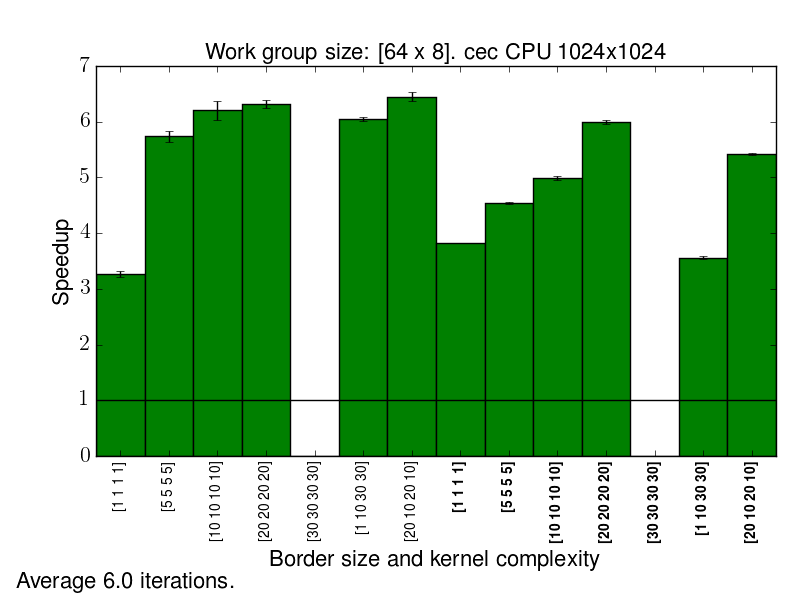 Work group size: [64 x 8]. cec CPU 1024x1024
7
6
5
4
3
2
1
0
Speedup
[1 1 1 1]
[5 5 5 5]
[10 10 10 10]
[20 20 20 20]
[30 30 30 30]
[1 10 30 30]
[20 10 20 10]
[1 1 1 1]
[5 5 5 5]
[10 10 10 10]
[20 20 20 20]
[30 30 30 30]
[1 10 30 30]
[20 10 20 10]
Border size and kernel complexity
Average 6.0 iterations.